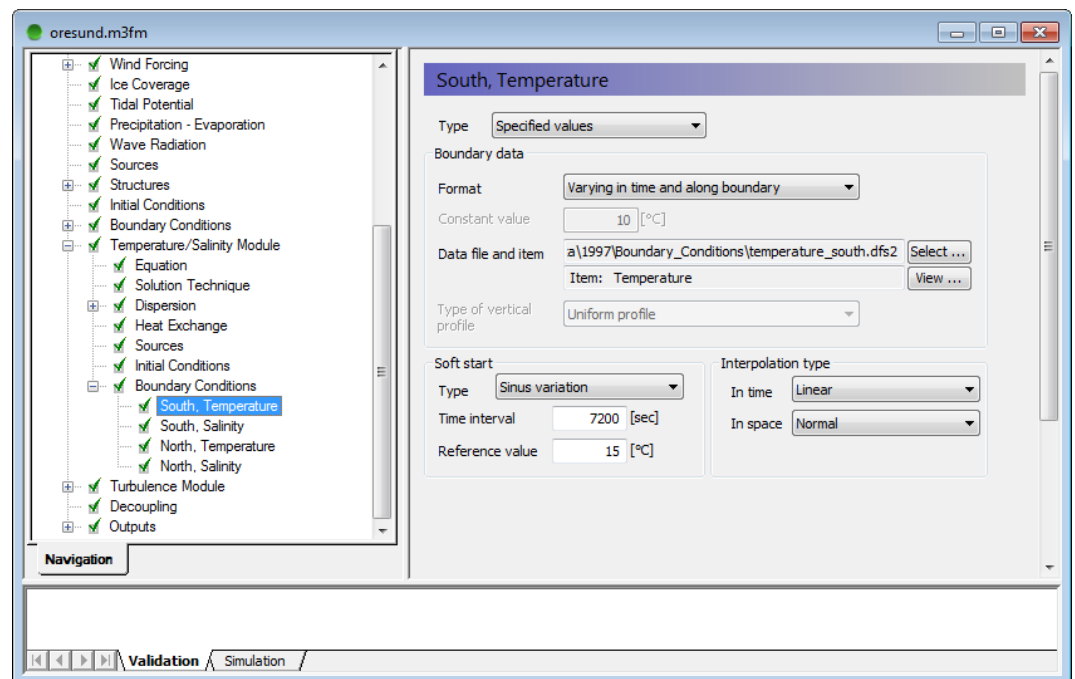 oresund.m3fm
Wind Forcing
Ice Coverage
Tidal Potential
Precipitation - Evaporation
Wave Radiation
Sources
Structures
Initial Conditions
Boundary Conditions
Temperature/Salinity Module
Equation
Solution Technique
Dispersion
Heat Exchange
Sources
Initial Conditions
Boundary Conditions
South, Temperature
South, Salinity
North, Temperature
North, Salinity
Turbulence Module
Decoupling
Outputs
Navigation
South, Temperature
Type Specified values
Boundary data
Format Varying in time and along boundary
Constant value 10 [°C]
Data file and item a\1997\Boundary_Conditions\temperature_south.dfs2 Select ...
Item: Temperature View ...
Type of vertical
profile
Uniform profile
Soft start
Type Sinus variation
Time interval 7200 [sec]
Reference value 15 [°C]
Interpolation type
In time Linear
In space Normal
Validation Simulation